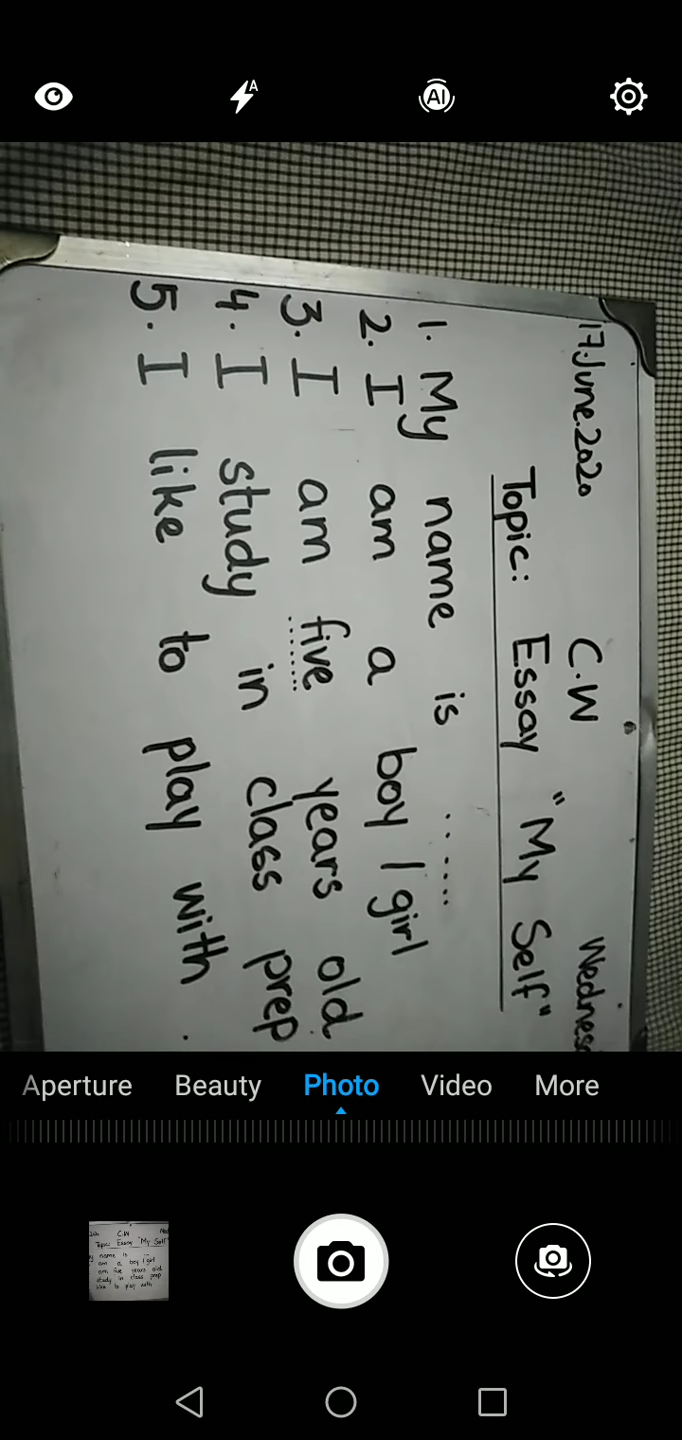 17.June.2020 C.W Wednes
Topic: Essay "My Self"
1. My name is ......
2. I am a boy / girl
3. I am five years old
4. I study in class prep
5. I like to play with .
Aperture Beauty Photo Video More